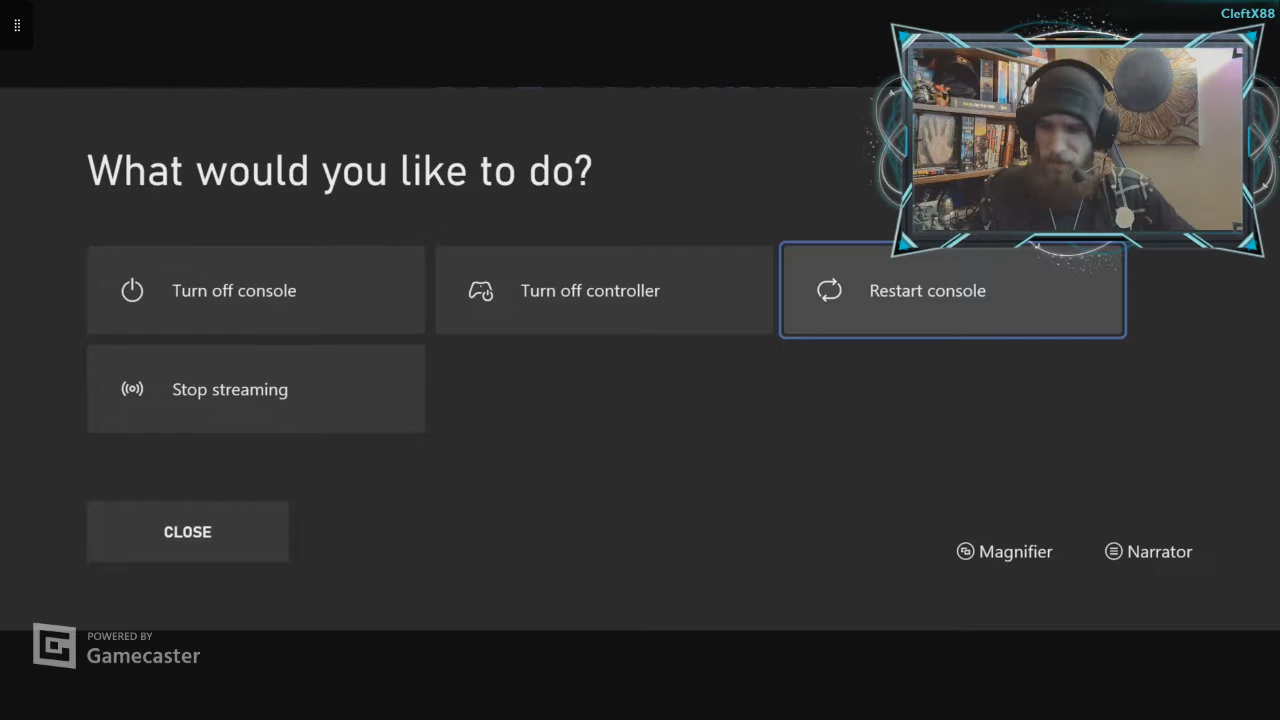 CleftX88
What would you like to do?
Turn off console
Turn off controller
Restart console
Stop streaming
CLOSE
Magnifier
Narrator
POWERED BY
Gamecaster